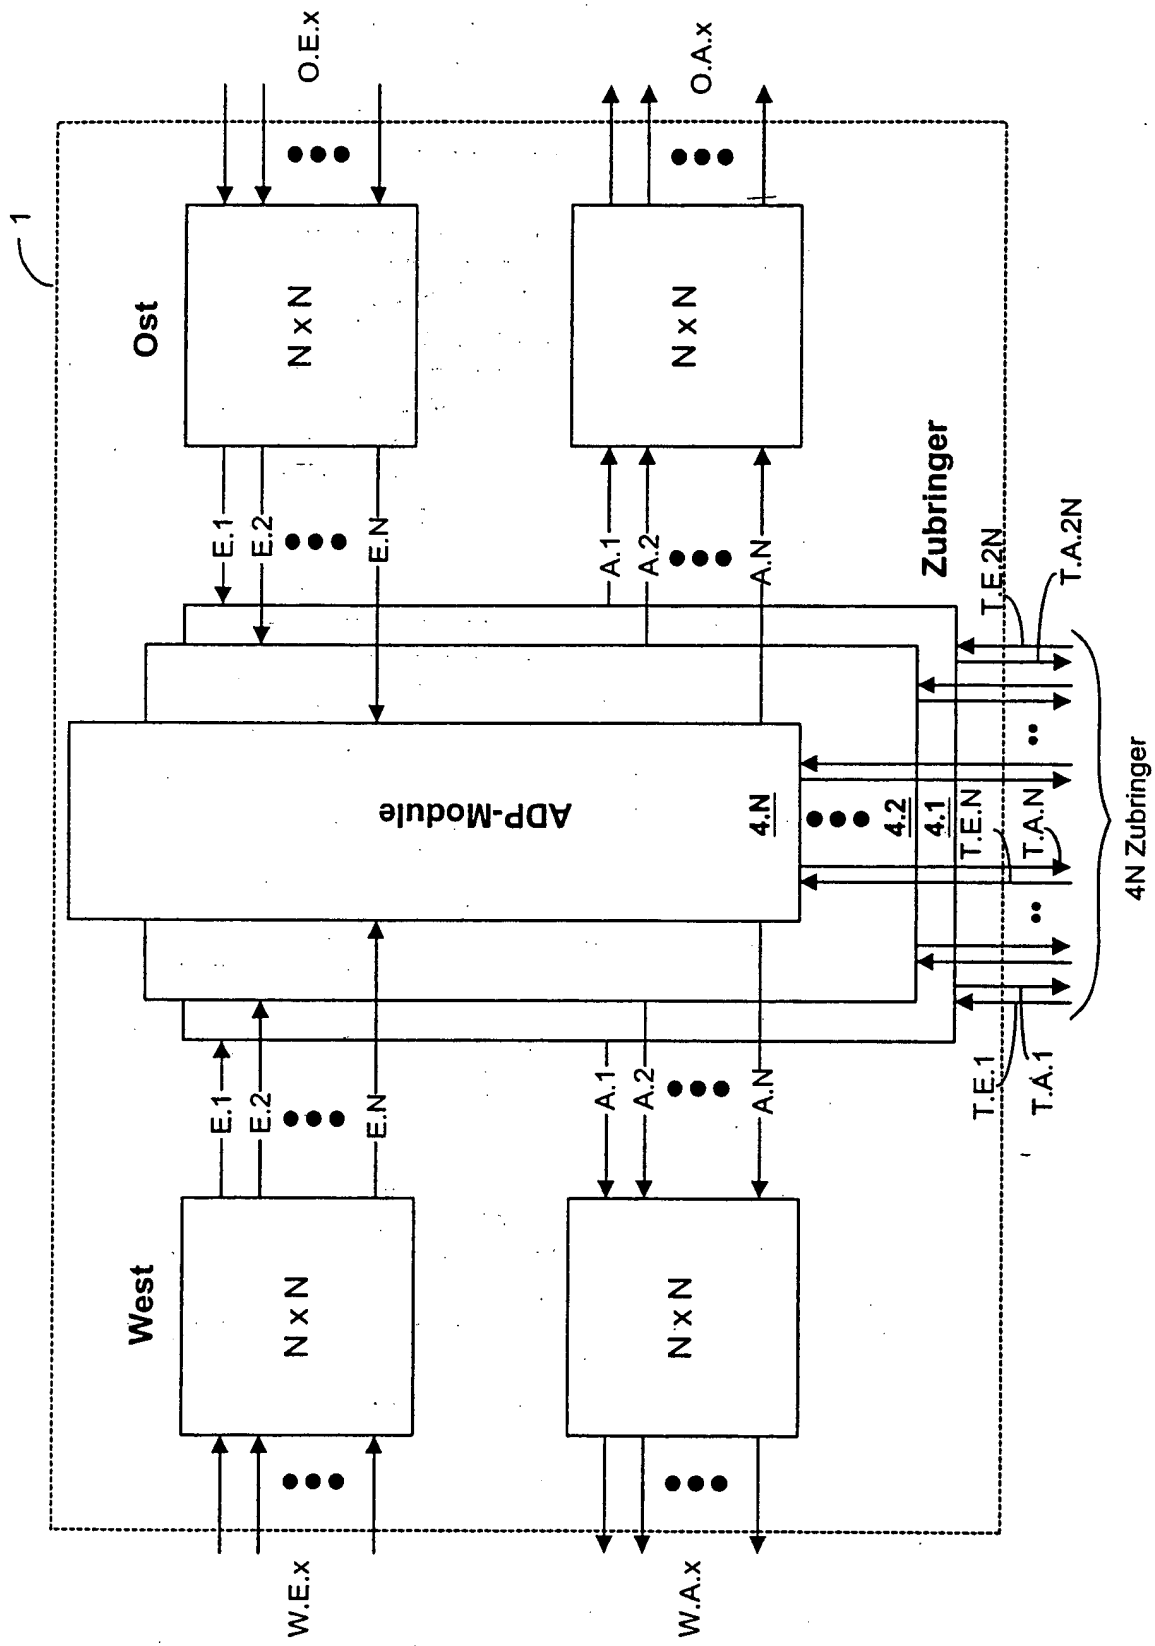 1
West
Ost
W.E.x
N x N
E.1
E.2
E.N
ADP-Module
E.1
E.2
E.N
N x N
O.E.x
W.A.x
N x N
A.1
A.2
A.N
4.N
4.2
4.1
A.1
A.2
A.N
N x N
O.A.x
Zubringer
T.E.1
T.A.1
T.E.N
T.A.N
T.E.2N
T.A.2N
4N Zubringer